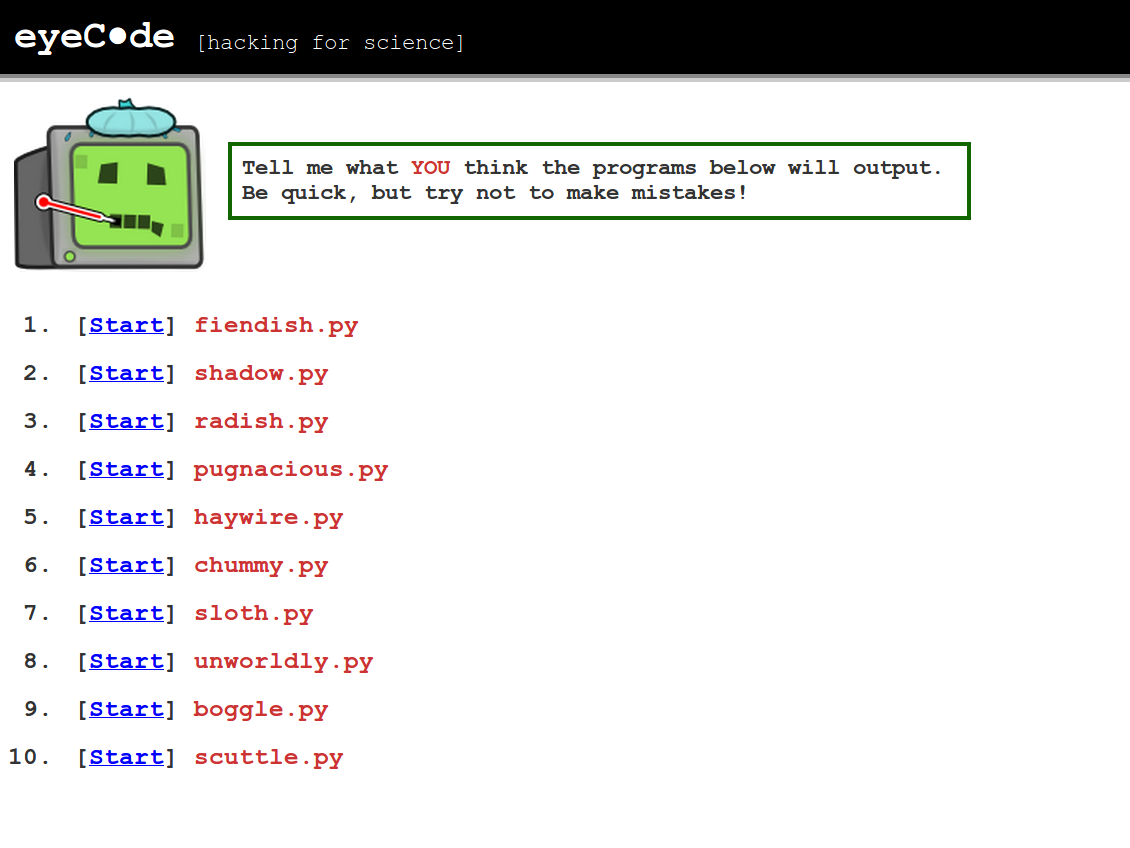 eyeC●de [hacking for science]
Tell me what YOU think the programs below will output.
Be quick, but try not to make mistakes!
1. [Start] fiendish.py
2. [Start] shadow.py
3. [Start] radish.py
4. [Start] pugnacious.py
5. [Start] haywire.py
6. [Start] chummy.py
7. [Start] sloth.py
8. [Start] unworldly.py
9. [Start] boggle.py
10. [Start] scuttle.py